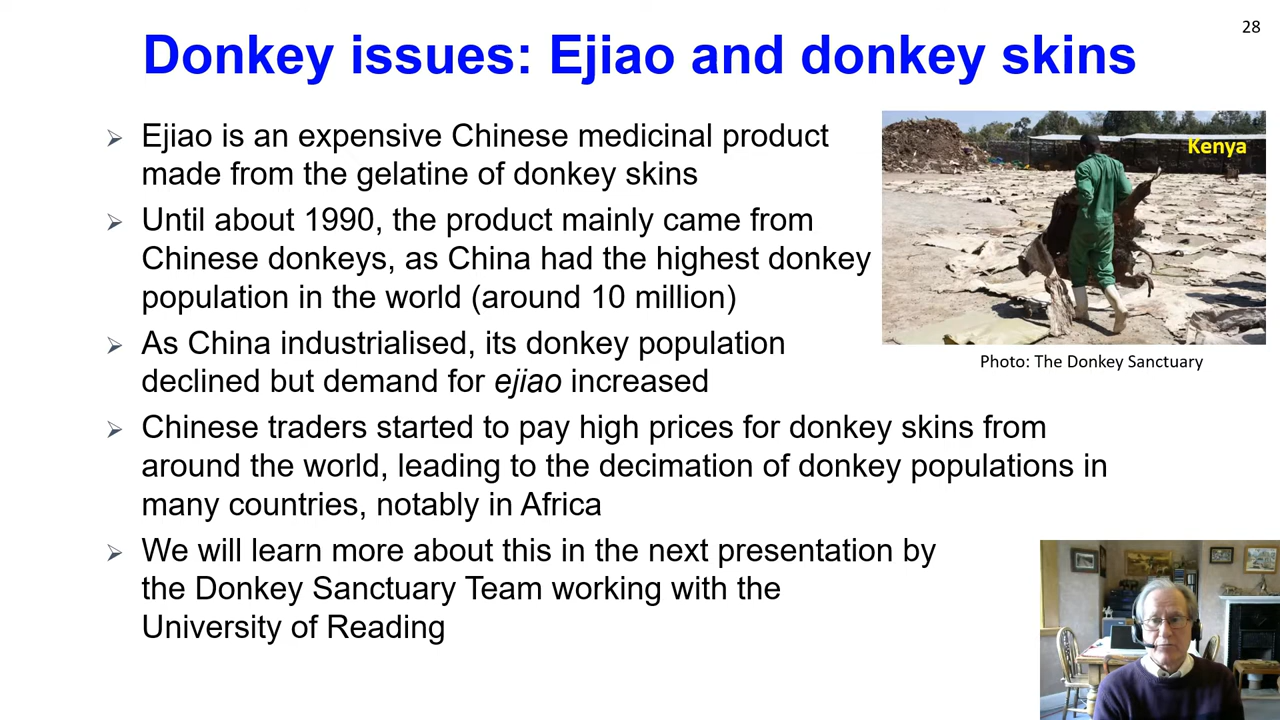 28
Donkey issues: Ejiao and donkey skins
Ejiao is an expensive Chinese medicinal product
made from the gelatine of donkey skins
Until about 1990, the product mainly came from
Chinese donkeys, as China had the highest donkey
population in the world (around 10 million)
As China industrialised, its donkey population
declined but demand for ejiao increased
Chinese traders started to pay high prices for donkey skins from
around the world, leading to the decimation of donkey populations in
many countries, notably in Africa
We will learn more about this in the next presentation by
the Donkey Sanctuary Team working with the
University of Reading
Kenya
Photo: The Donkey Sanctuary